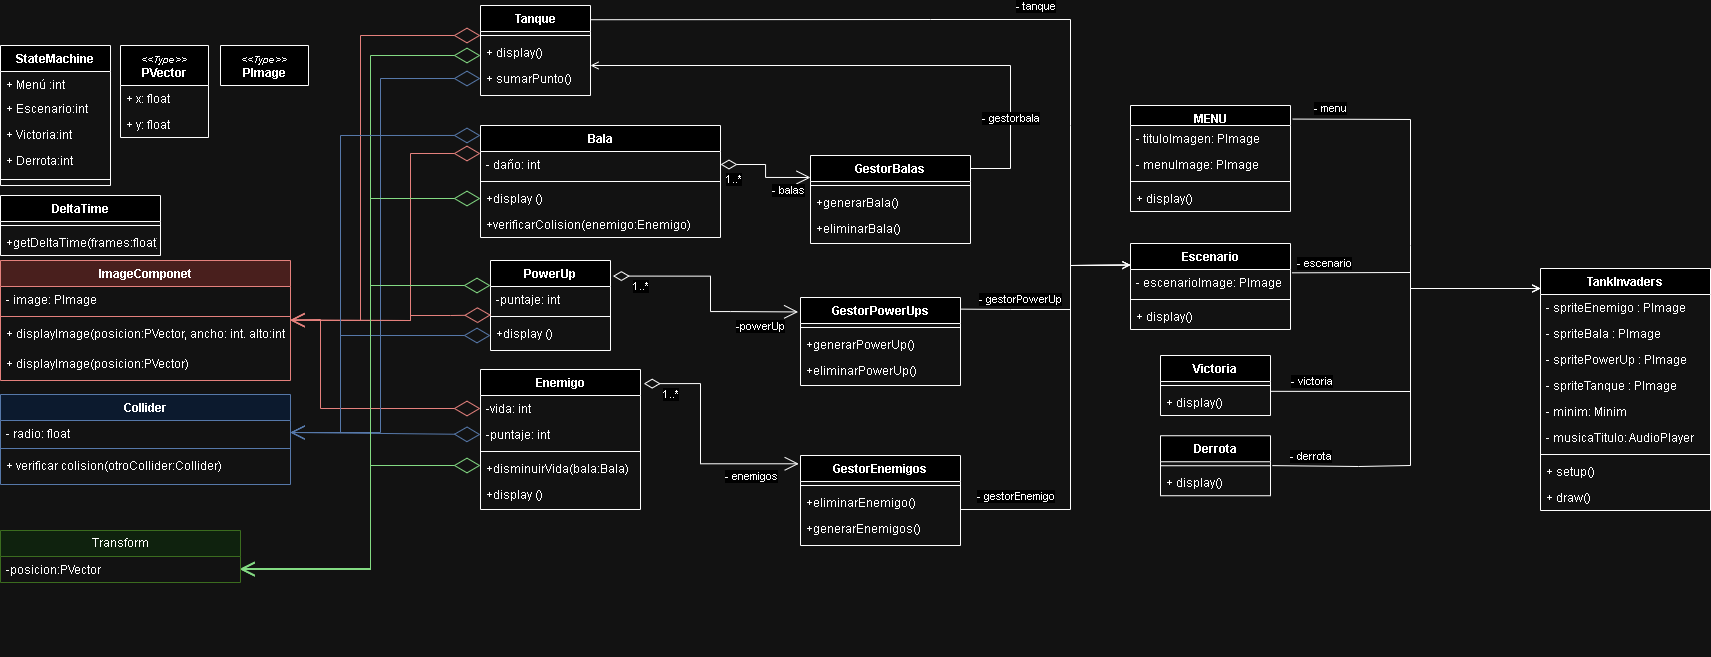 StateMachine
+ Menú :int
+ Escenario:int
+ Victoria:int
+ Derrota:int
<<Type>>
PVector
+ x: float
+ y: float
<<Type>>
PImage
DeltaTime
+getDeltaTime(frames:float
ImageComponet
- image: PImage
+ displayImage(posicion:PVector, ancho: int. alto:int
+ displayImage(posicion:PVector)
Collider
- radio: float
+ verificar colision(otroCollider:Collider)
Transform
-posicion:PVector
Tanque
+ display()
+ sumarPunto()
- tanque
Bala
- daño: int
+display ()
+verificarColision(enemigo:Enemigo)
1..*
- balas
GestorBalas
+generarBala()
+eliminarBala()
- gestorbala
PowerUp
-puntaje: int
+display ()
1..*
-powerUp
GestorPowerUps
+generarPowerUp()
+eliminarPowerUp()
- gestorPowerUp
Enemigo
-vida: int
-puntaje: int
+disminuirVida(bala:Bala)
+display ()
1..*
- enemigos
GestorEnemigos
+eliminarEnemigo()
+generarEnemigos()
- gestorEnemigo
MENU
- tituloImagen: PImage
- menuImage: PImage
+ display()
- menu
Escenario
- escenarioImage: PImage
+ display()
- escenario
Victoria
+ display()
- victoria
Derrota
+ display()
- derrota
TankInvaders
- spriteEnemigo : PImage
- spriteBala : PImage
- spritePowerUp : PImage
- spriteTanque : PImage
- minim: Minim
- musicaTitulo: AudioPlayer
+ setup()
+ draw()